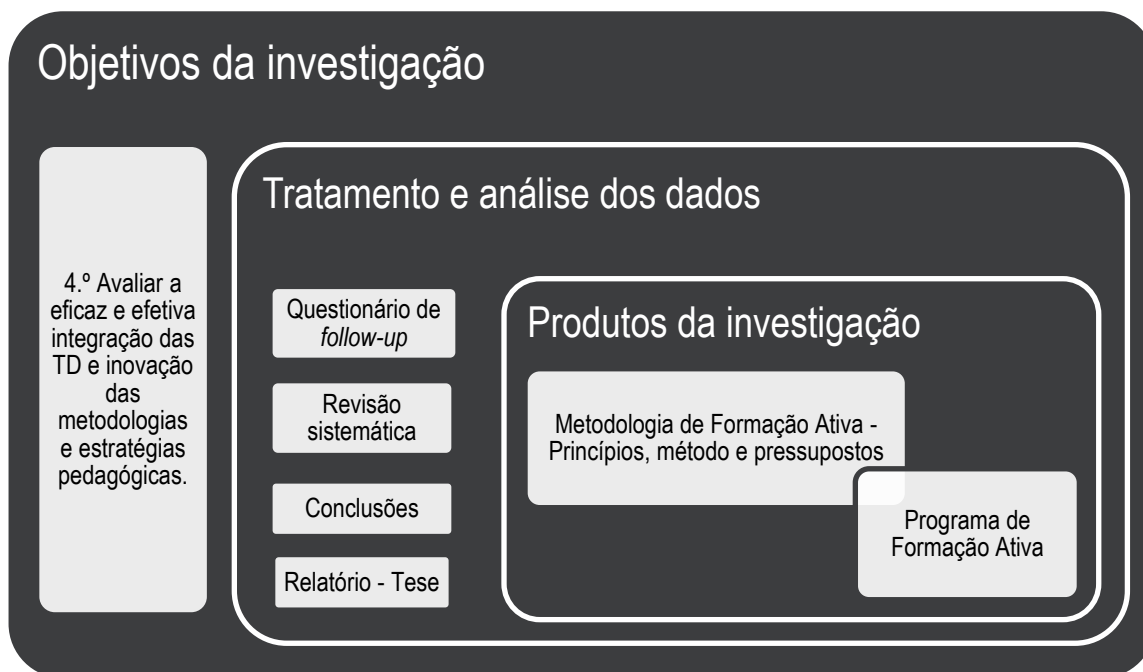 Objetivos da investigação
4.º Avaliar a
eficaz e efetiva
integração das
TD e inovação
das
metodologias
e estratégias
pedagógicas.
Tratamento e análise dos dados
Questionário de
follow-up
Revisão
sistemática
Conclusões
Relatório - Tese
Produtos da investigação
Metodologia de Formação Ativa -
Princípios, método e pressupostos
Programa de
Formação Ativa